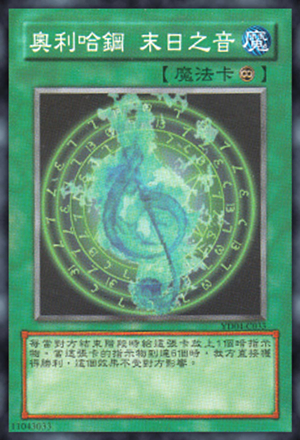 奧利哈鋼 末日之音 魔
【魔法卡】
YD01-C033
每當對方結束階段時給這張卡放上1個暗指示
物。當這張卡的指示物到達6個時，我方直接獲
得勝利，這個效果不受對方影響。
11043033